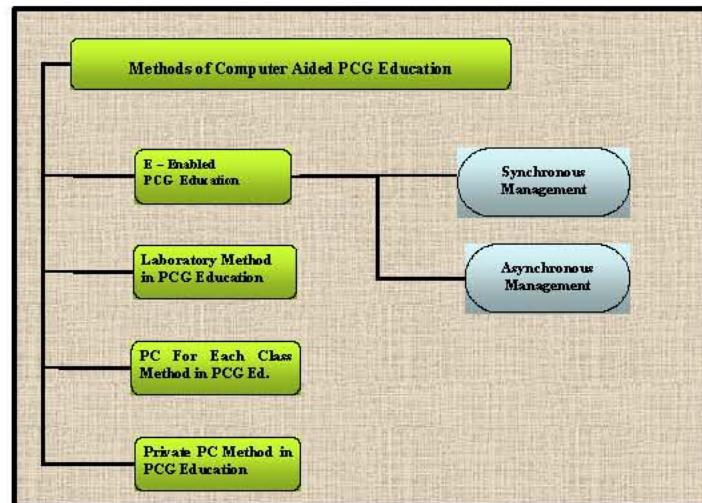 Methods of Computer Aided PCG Education
E – Enabled
PCG Education
Synchronous
Management
Laboratory Method
in PCG Education
Asynchronous
Management
PC For Each Class
Method in PCG Ed.
Private PC Method in
PCG Education